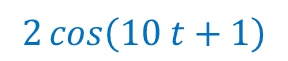 2 cos(10 t + 1)